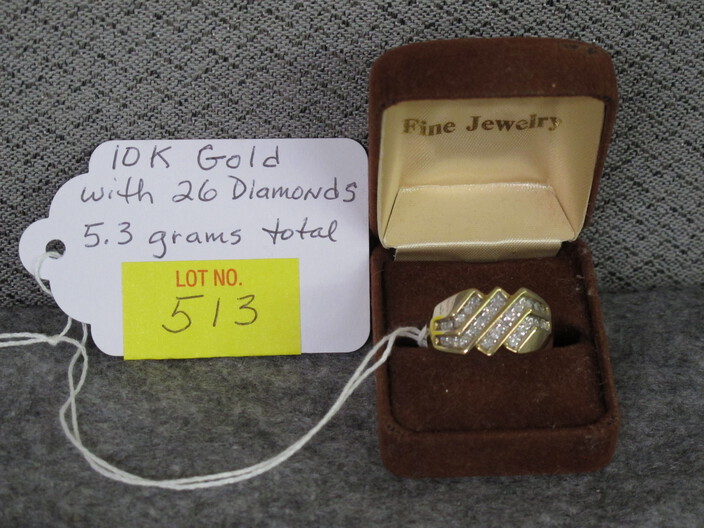 10K Gold
with 26 Diamonds
5.3 grams total
LOT NO.
513
Fine Jewelry